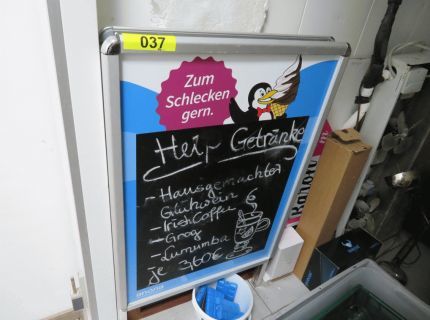 037
Zum
Schlecken
gern.
Heiße Getränke
- Hausgemachter
Glühwein
- Irish Coffee
- Grog
- Lumumba
je 3,60€